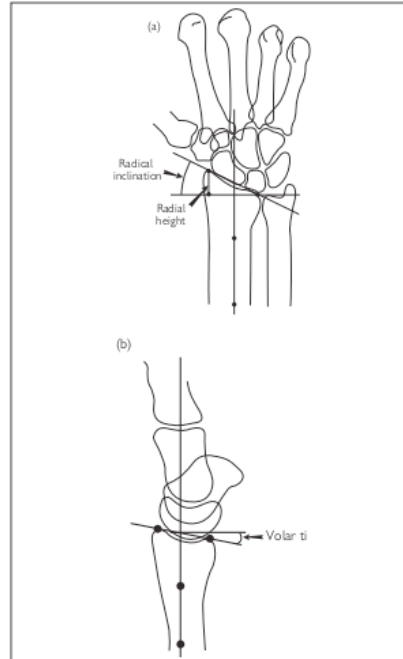 (a)
Radical
inclination
Radial
height
(b)
Volar ti